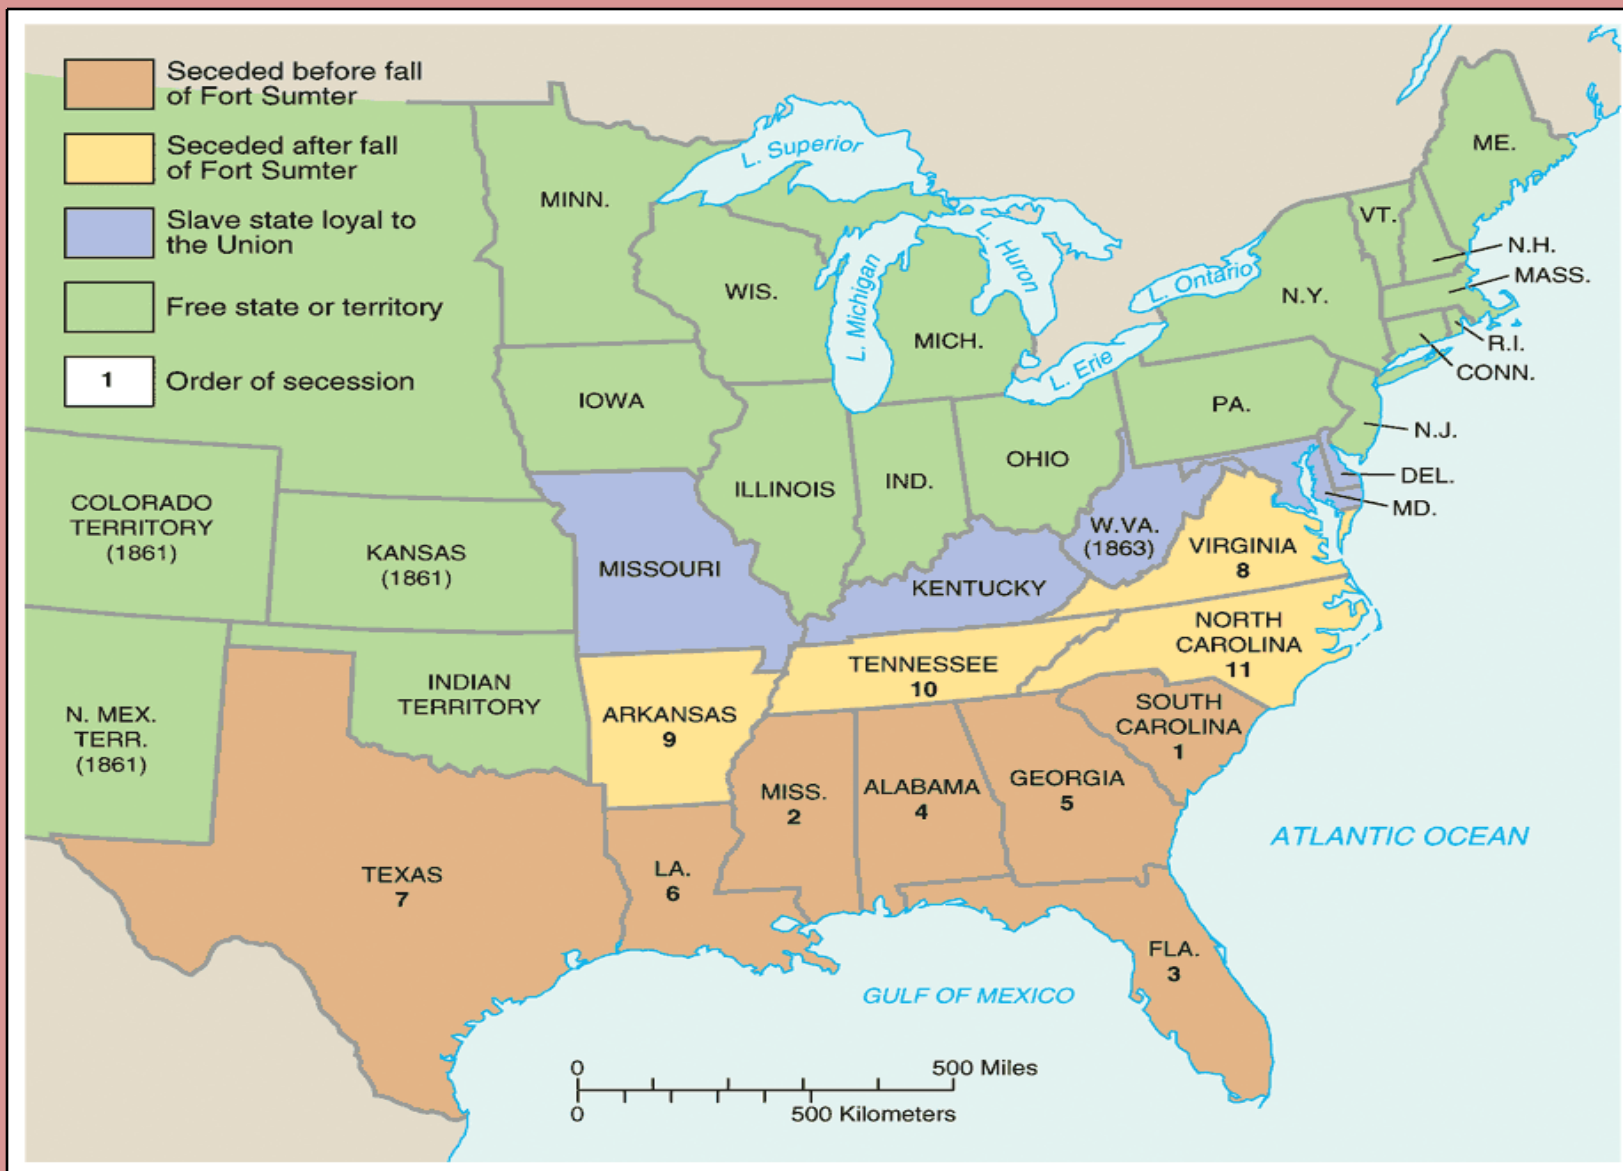 Seceded before fall
of Fort Sumter
Seceded after fall
of Fort Sumter
Slave state loyal to
the Union
Free state or territory
1
Order of secession
MINN.
L. Superior
WIS.
L. Michigan
L. Huron
MICH.
L. Ontario
L. Erie
N.Y.
VT.
ME.
N.H.
MASS.
R.I.
CONN.
PA.
N.J.
DEL.
MD.
IOWA
ILLINOIS
IND.
OHIO
COLORADO
TERRITORY
(1861)
KANSAS
(1861)
MISSOURI
KENTUCKY
W.VA.
(1863)
VIRGINIA
8
NORTH
CAROLINA
11
TENNESSEE
10
N. MEX.
TERR.
(1861)
INDIAN
TERRITORY
ARKANSAS
9
SOUTH
CAROLINA
1
MISS.
2
ALABAMA
4
GEORGIA
5
TEXAS
7
LA.
6
FLA.
3
ATLANTIC OCEAN
GULF OF MEXICO
0
500 Miles
0
500 Kilometers